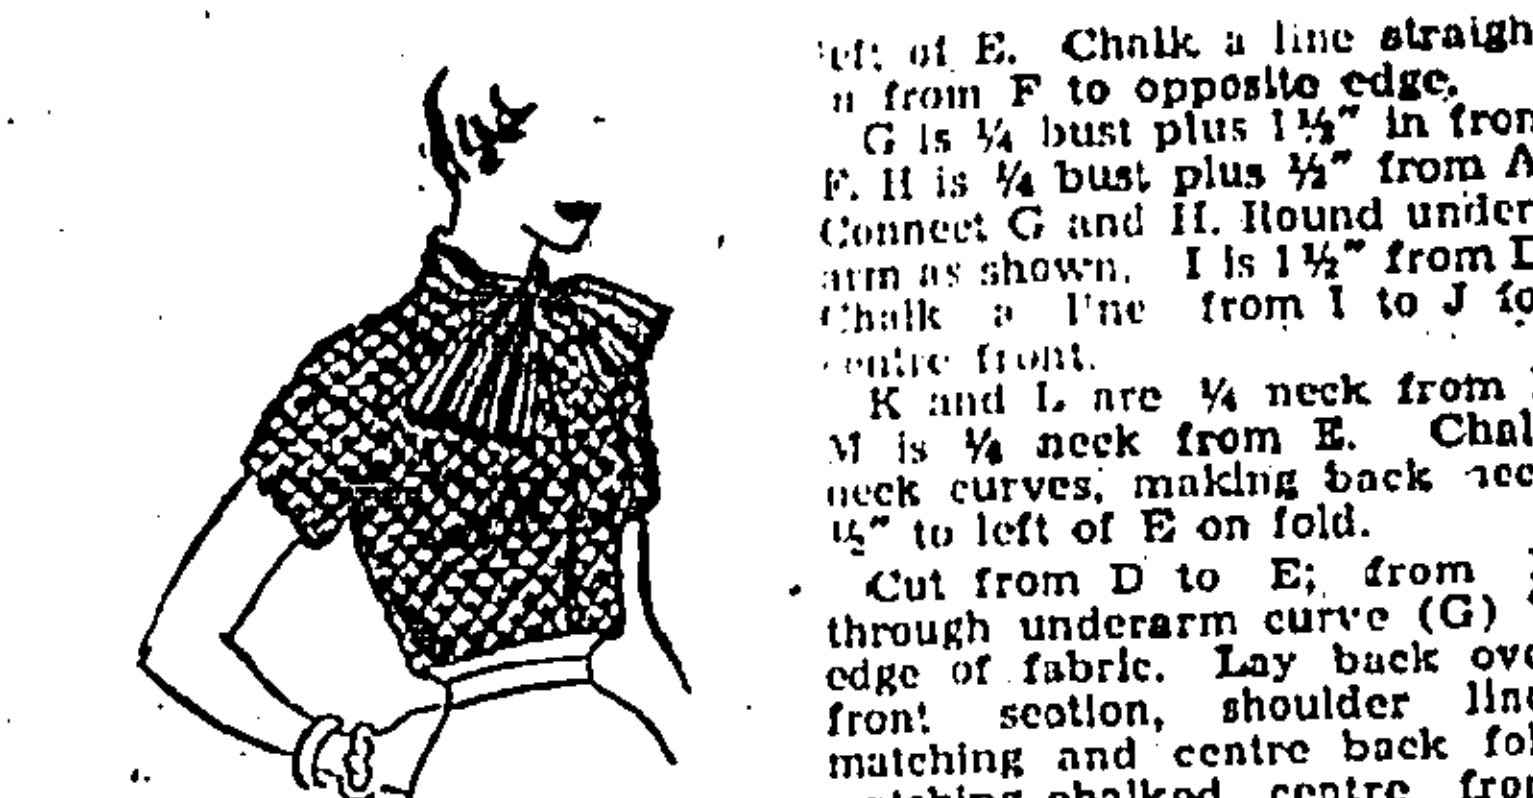 left of E. Chalk a line straigh
n from F to opposite edge.
G is ¼ bust plus 1½" in fron
F. H is ¼ bust plus ½" from A
Connect G and H. Round under
arm as shown. I is 1½" from D
Chalk a line from I to J fo
centre front.
K and L are ¼ neck from
M is ¼ neck from E. Chal
neck curves, making back nec
½" to left of E on fold.
Cut from D to E; from
through underarm curve (G)
edge of fabric. Lay back ove
front section, shoulder line
matching and centre back fol
chalked centre fron